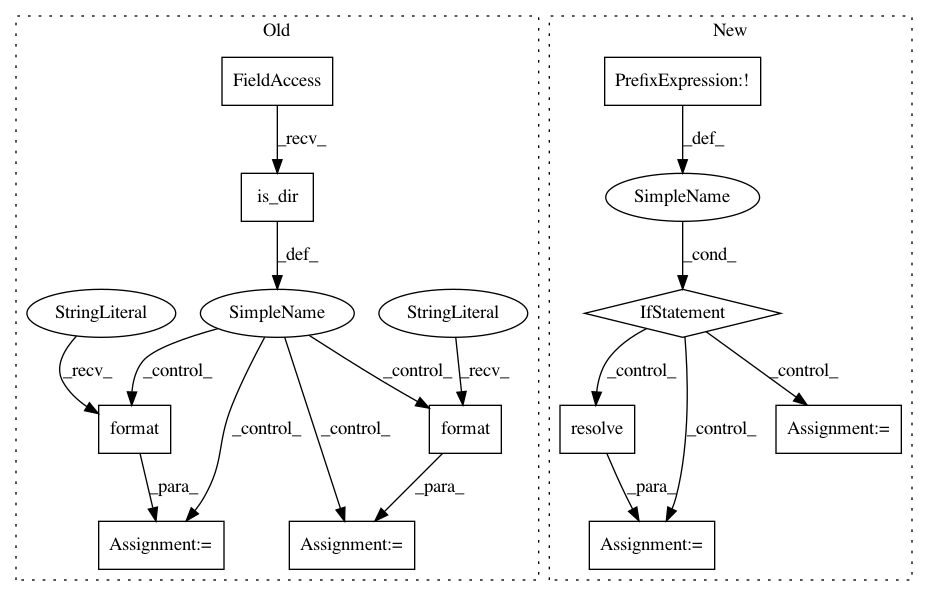 Old
New
FieldAccess
PrefixExpression:!
_recv_
_def_
is_dir
SimpleName
_def_
_cond_
StringLiteral
SimpleName
StringLiteral
IfStatement
_recv_
_control_
_control_
_recv_
_control_
_control_
format
_control_
_control_
format
resolve
_control_
Assignment:=
_para_
_para_
_para_
Assignment:=
Assignment:=
Assignment:=